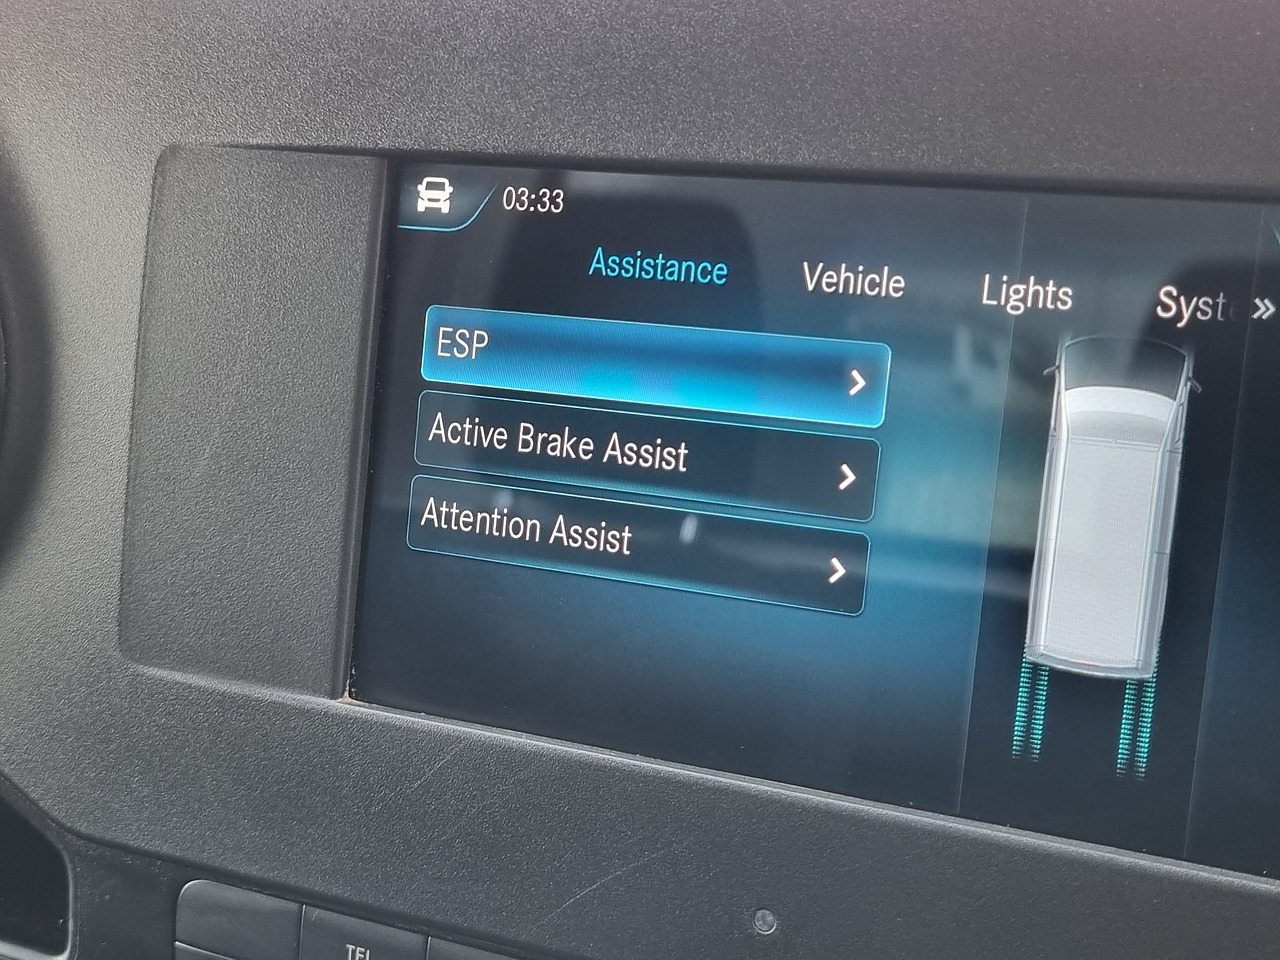 03:33
Assistance Vehicle Lights
ESP
Active Brake Assist
Attention Assist